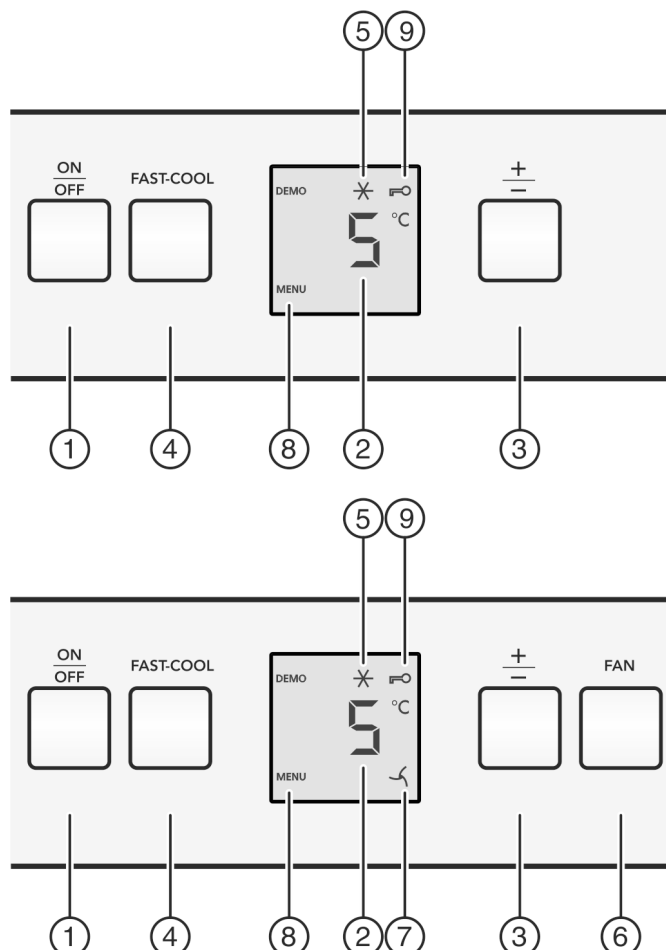 5 9
ON
OFF
FAST-COOL
DEMO
°C
5
MENU
+
−
1 4 8 2 3
5 9
ON
OFF
FAST-COOL
DEMO
°C
5
MENU
+
−
FAN
1 4 8 2 7 3 6